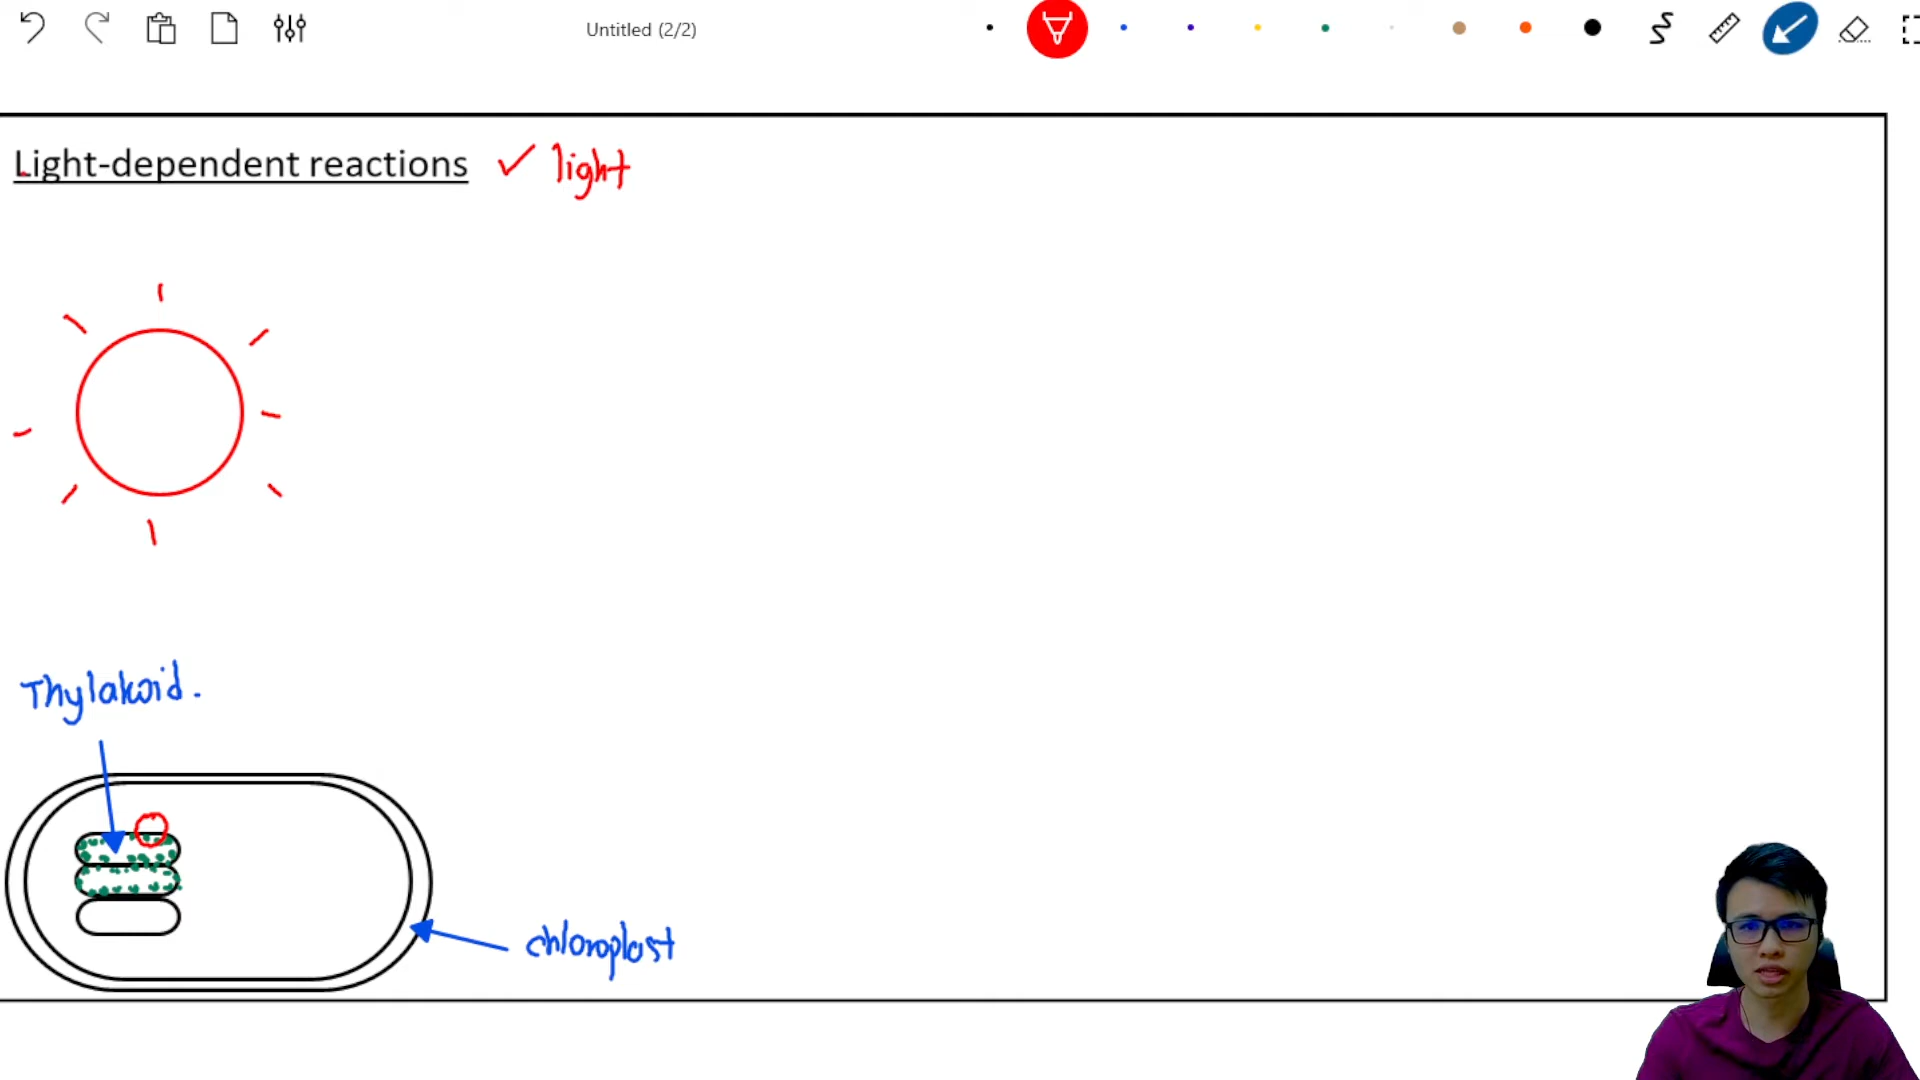 Untitled (2/2)
Light-dependent reactions ✓ light
Thylakoid.
chloroplast